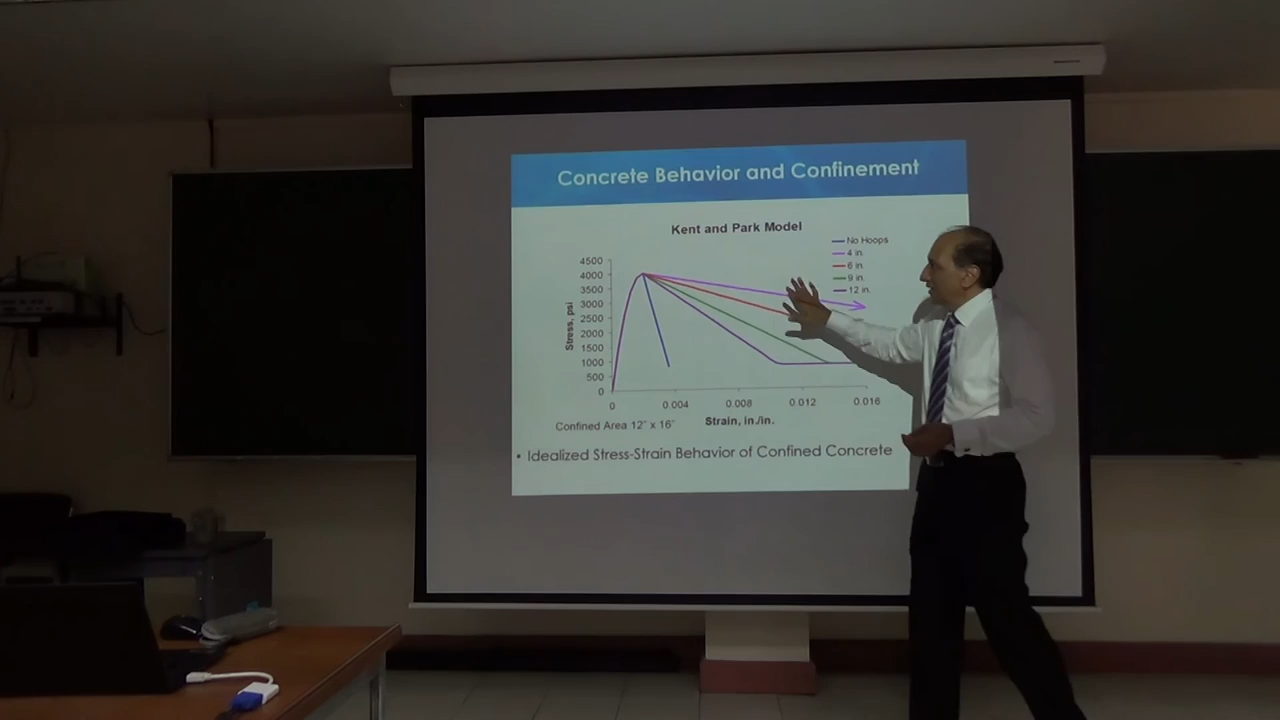 Concrete Behavior and Confinement
Kent and Park Model
No Hoops
4 in.
6 in.
9 in.
12 in.
4500
4000
3500
3000
2500
2000
1500
1000
500
0
Stress, psi
0 0.004 0.008 0.012 0.016
Strain, in./in.
Confined Area 12" x 16"
• Idealized Stress-Strain Behavior of Confined Concrete